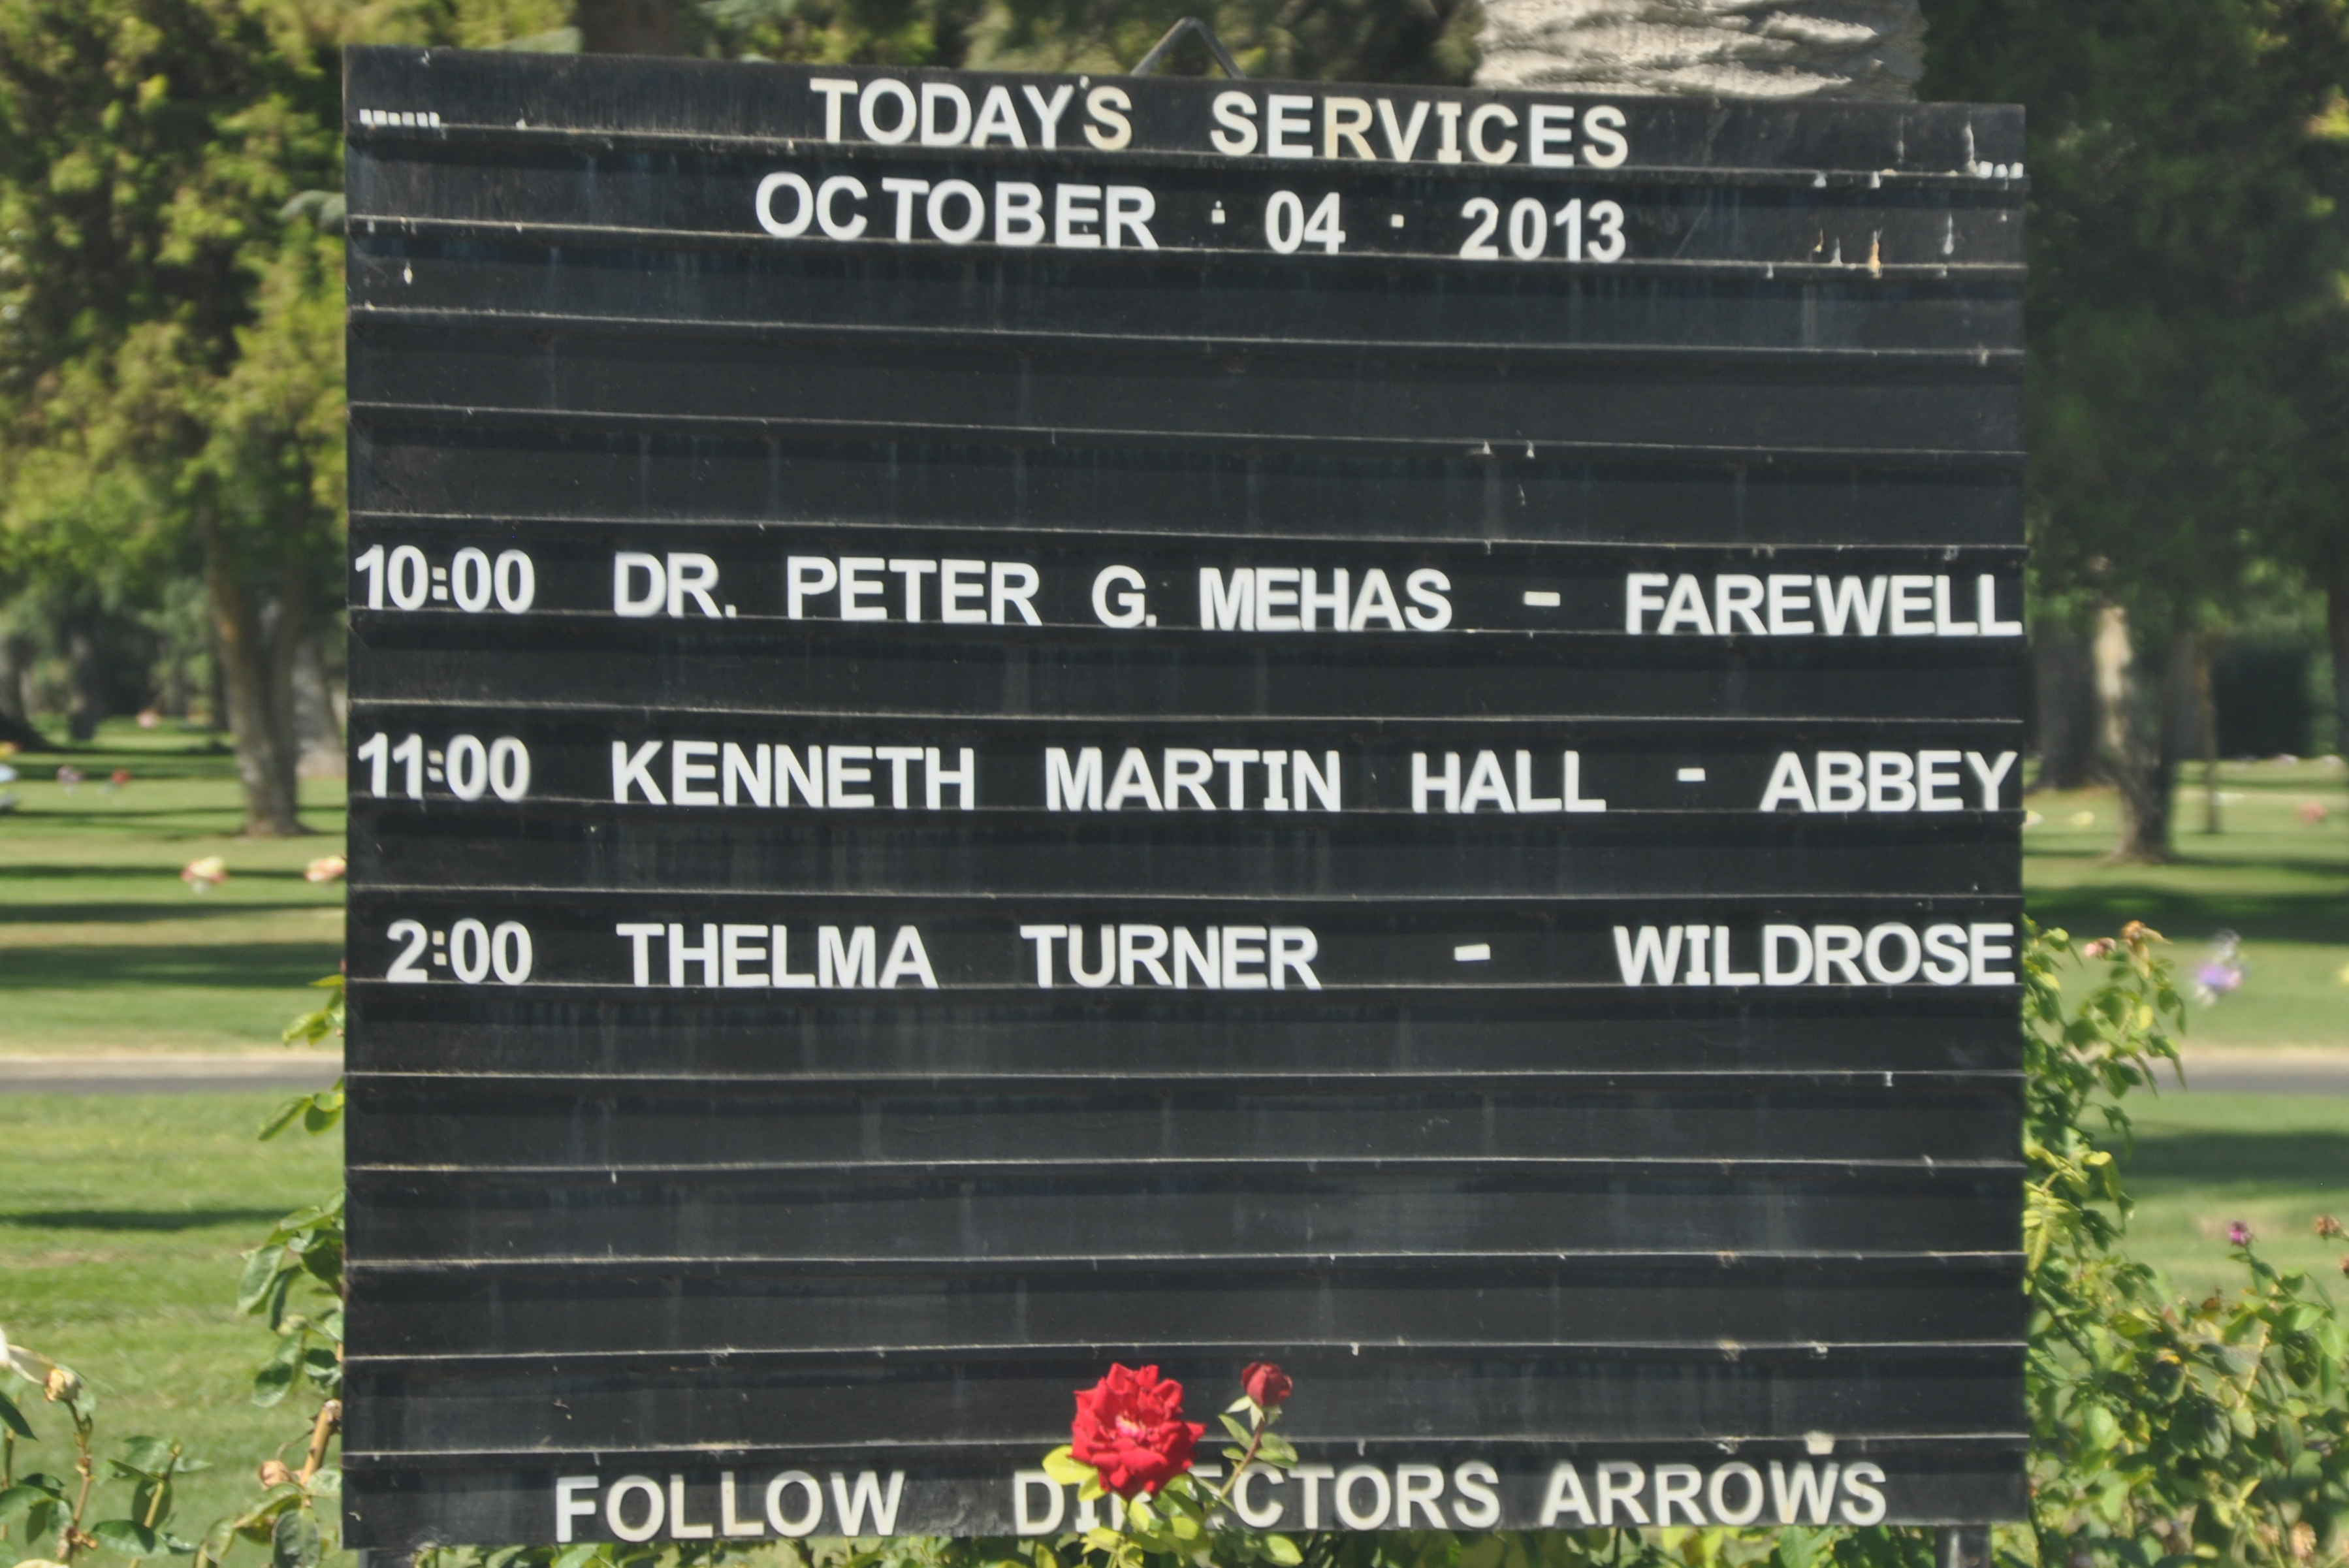 TODAY'S SERVICES
OCTOBER · 04 · 2013
10:00 DR. PETER G. MEHAS - FAREWELL
11:00 KENNETH MARTIN HALL - ABBEY
2:00 THELMA TURNER - WILDROSE
FOLLOW DIRECTORS ARROWS